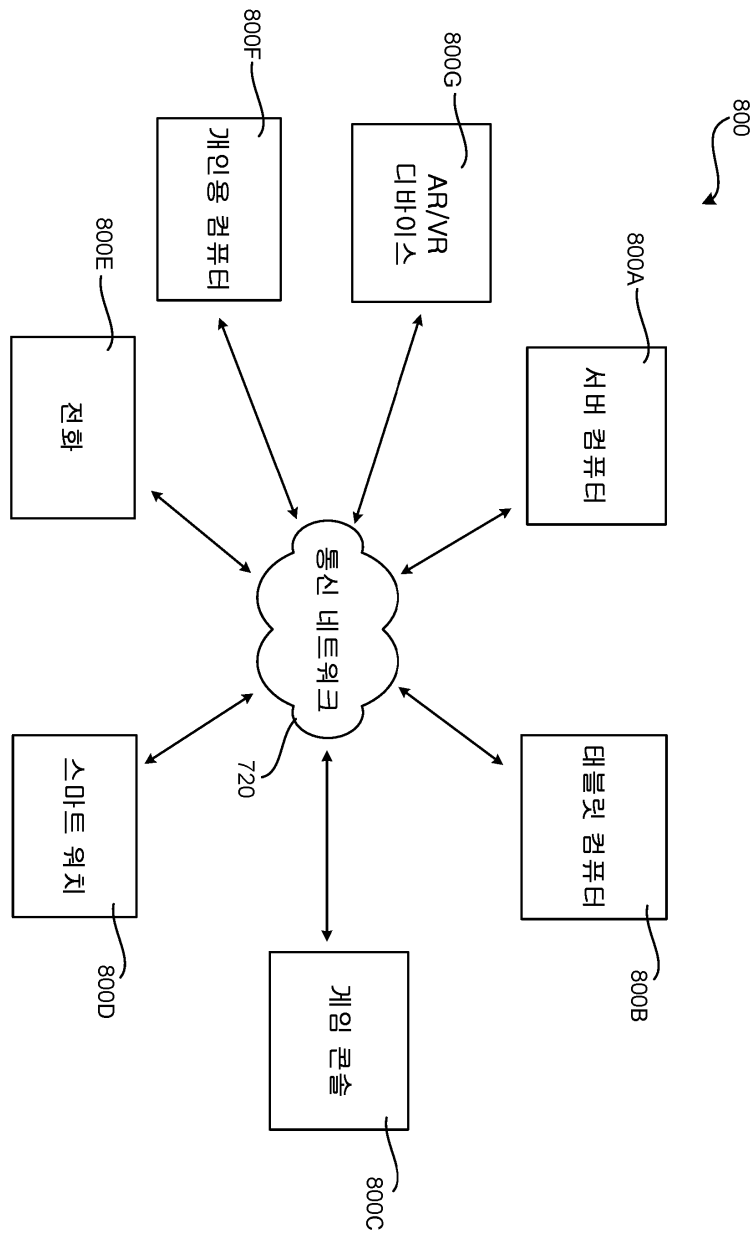 800
800A
서버 컴퓨터
태블릿 컴퓨터
800B
800G
AR/VR
디바이스
통신 네트워크
720
게임 콘솔
800C
800F
개인용 컴퓨터
800E
전화
스마트 워치
800D